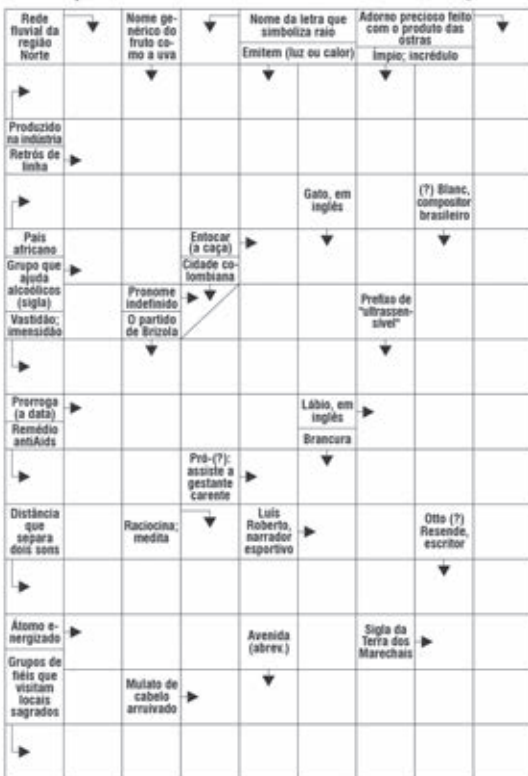 Rede
fluvial da
região
Norte
Nome ge-
nérico do
fruto co-
mo a uva
Nome da letra que
simboliza raio
Emitem (luz ou calor)
Adorno precioso feito
com o produto das
ostras
Ímpio; incrédulo
Produzido
na indústria
Retrós de
linha
Gato, em
inglês
(?) Blanc,
compositor
brasileiro
País
africano
Grupo que
ajuda
alcoólicos
(sigla)
Vastidão;
imensidão
Entocar
(a caça)
Cidade co-
lombiana
Pronome
indefinido
O partido
de Brizola
Prefixo de
"ultrassen-
sível"
Prorroga
(a data)
Remédio
antiAids
Lábio, em
inglês
Brancura
Pró-(?):
assiste a
gestante
carente
Distância
que
separa
dois sons
Raciocina;
medita
Luís
Roberto,
narrador
esportivo
Otto (?)
Resende,
escritor
Átomo e-
nergizado
Grupos de
fiéis que
visitam
locais
sagrados
Avenida
(abrev.)
Sigla da
Terra dos
Marechais
Mulato de
cabelo
arruivado